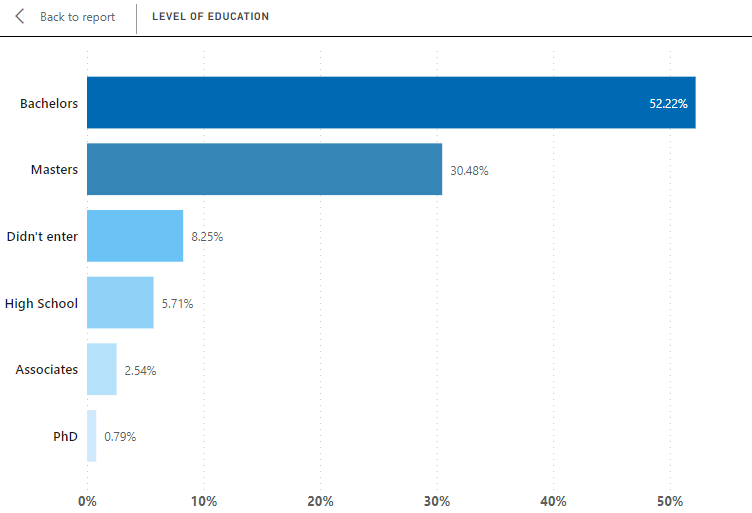 Back to report
LEVEL OF EDUCATION
Bachelors 52.22%
Masters 30.48%
Didn't enter 8.25%
High School 5.71%
Associates 2.54%
PhD 0.79%
0% 10% 20% 30% 40% 50%